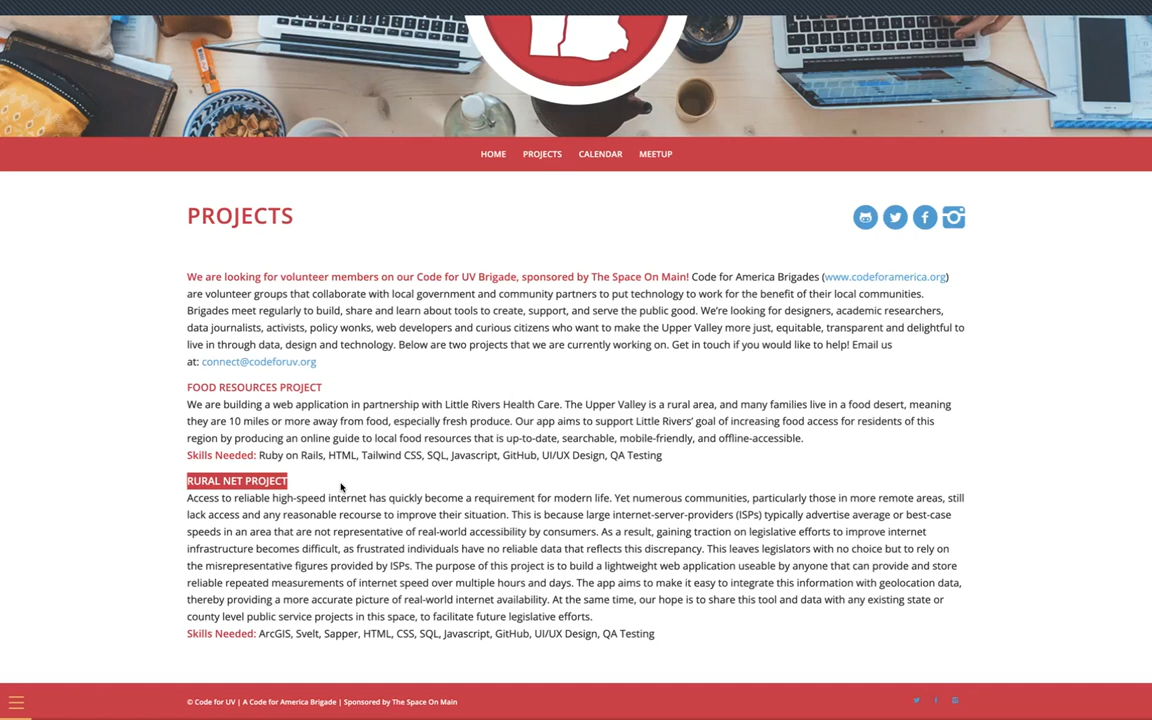 HOME PROJECTS CALENDAR MEETUP
PROJECTS
We are looking for volunteer members on our Code for UV Brigade, sponsored by The Space On Main! Code for America Brigades (www.codeforamerica.org)
are volunteer groups that collaborate with local government and community partners to put technology to work for the benefit of their local communities.
Brigades meet regularly to build, share and learn about tools to create, support, and serve the public good. We're looking for designers, academic researchers,
data journalists, activists, policy wonks, web developers and curious citizens who want to make the Upper Valley more just, equitable, transparent and delightful to
live in through data, design and technology. Below are two projects that we are currently working on. Get in touch if you would like to help! Email us
at: connect@codeforuv.org
FOOD RESOURCES PROJECT
We are building a web application in partnership with Little Rivers Health Care. The Upper Valley is a rural area, and many families live in a food desert, meaning
they are 10 miles or more away from food, especially fresh produce. Our app aims to support Little Rivers' goal of increasing food access for residents of this
region by producing an online guide to local food resources that is up-to-date, searchable, mobile-friendly, and offline-accessible.
Skills Needed: Ruby on Rails, HTML, Tailwind CSS, SQL, Javascript, GitHub, UI/UX Design, QA Testing
RURAL NET PROJECT
Access to reliable high-speed internet has quickly become a requirement for modern life. Yet numerous communities, particularly those in more remote areas, still
lack access and any reasonable recourse to improve their situation. This is because large internet-server-providers (ISPs) typically advertise average or best-case
speeds in an area that are not representative of real-world accessibility by consumers. As a result, gaining traction on legislative efforts to improve internet
infrastructure becomes difficult, as frustrated individuals have no reliable data that reflects this discrepancy. This leaves legislators with no choice but to rely on
the misrepresentative figures provided by ISPs. The purpose of this project is to build a lightweight web application useable by anyone that can provide and store
reliable repeated measurements of internet speed over multiple hours and days. The app aims to make it easy to integrate this information with geolocation data,
thereby providing a more accurate picture of real-world internet availability. At the same time, our hope is to share this tool and data with any existing state or
county level public service projects in this space, to facilitate future legislative efforts.
Skills Needed: ArcGIS, Svelt, Sapper, HTML, CSS, SQL, Javascript, GitHub, UI/UX Design, QA Testing
© Code for UV | A Code for America Brigade | Sponsored by The Space On Main